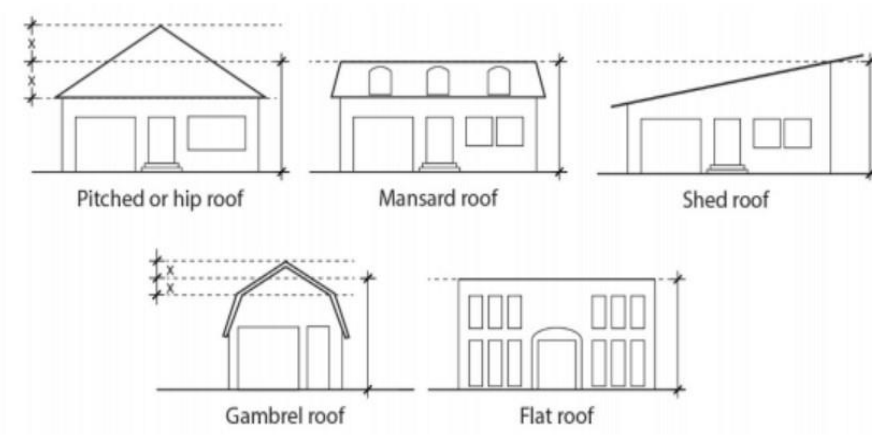 x
x
Pitched or hip roof
Mansard roof
Shed roof
x
x
Gambrel roof
Flat roof